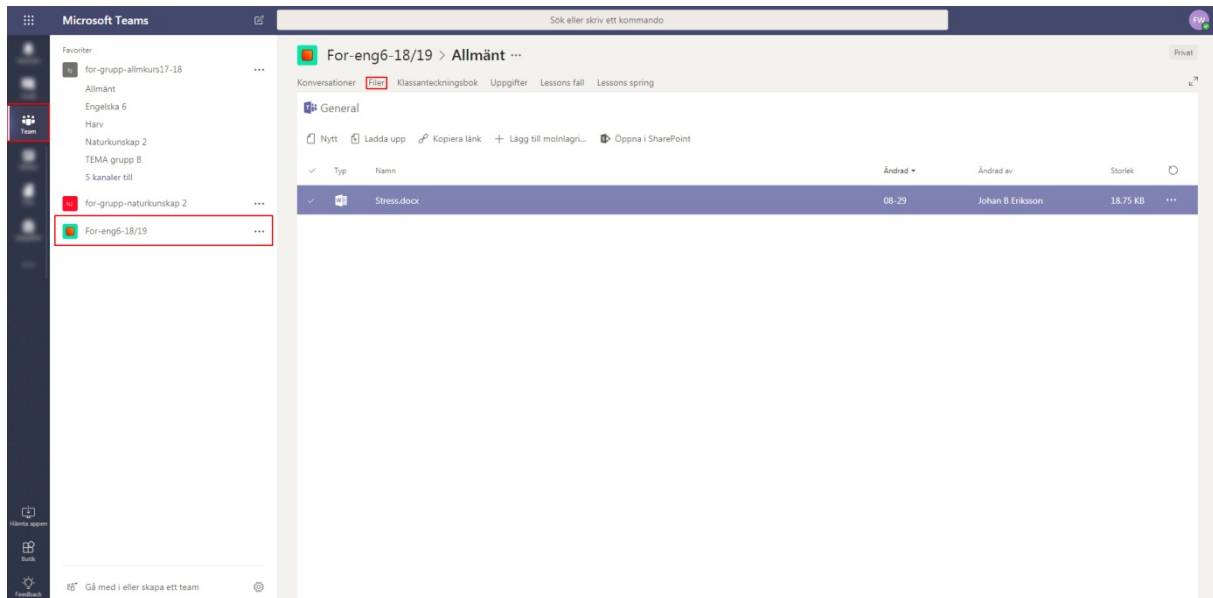 Microsoft Teams
Sök eller skriv ett kommando
FW
Favoriter
for-grupp-allmkurs17-18
Allmänt
Engelska 6
Harv
Naturkunskap 2
TEMA grupp B
5 kanaler till
for-grupp-naturkunskap 2
For-eng6-18/19
Team
Hämta appen
Butik
Feedback
Gå med i eller skapa ett team
For-eng6-18/19 > Allmänt ...
Privat
Konversationer Filer Klassanteckningsbok Uppgifter Lessons fall Lessons spring
General
Nytt Ladda upp Kopiera länk + Lägg till molnlagri... Öppna i SharePoint
Typ Namn Ändrad Ändrad av Storlek
Stress.docx 08-29 Johan B Eriksson 18.75 KB ...